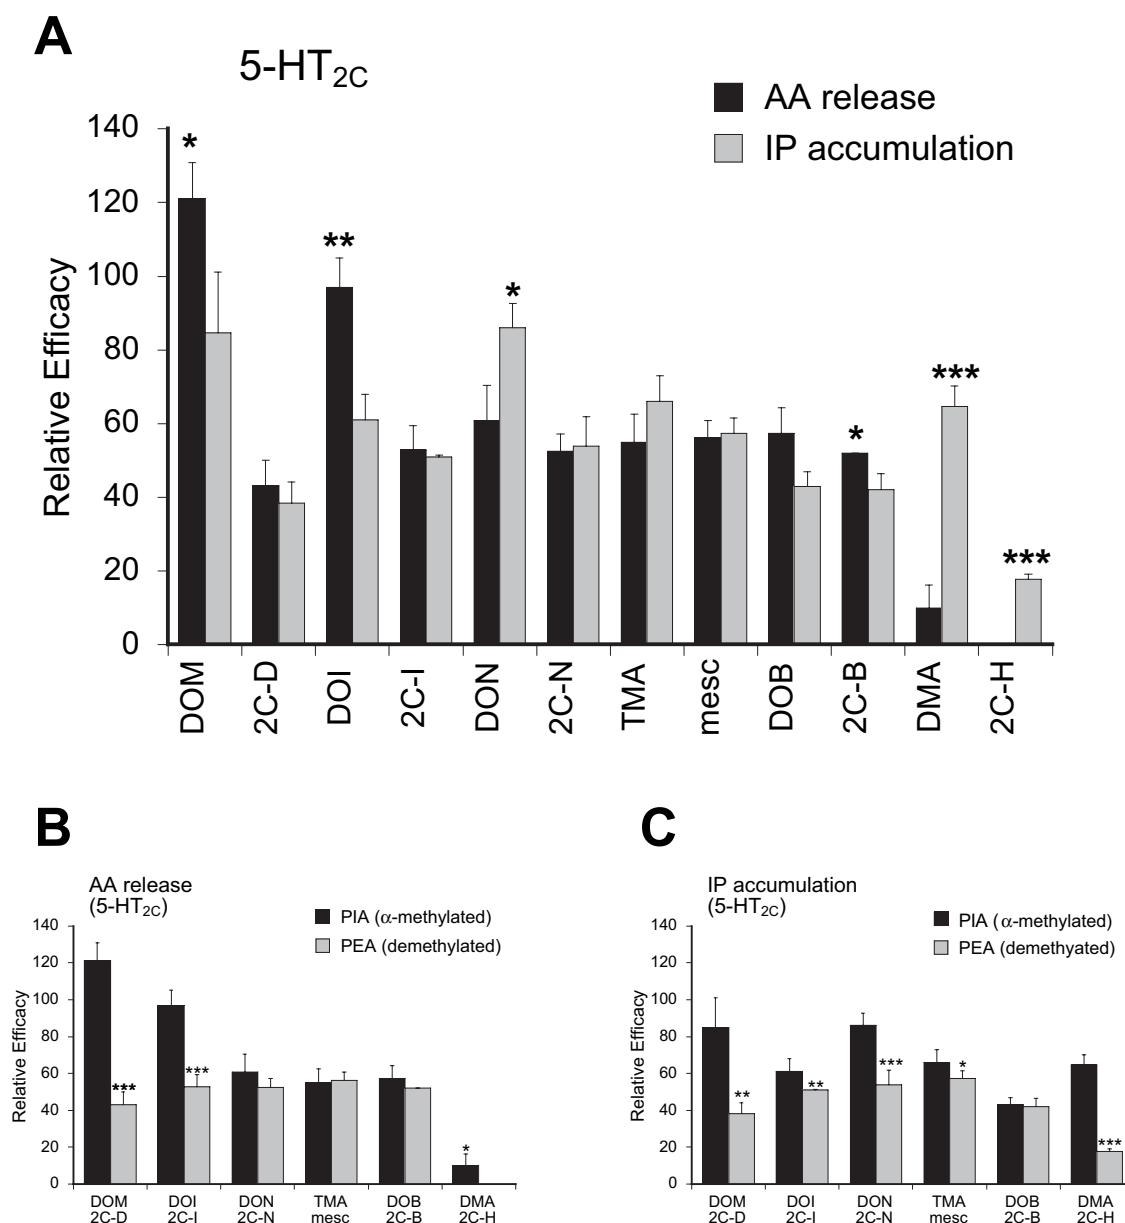 A
5-HT2C
AA release
IP accumulation
Relative Efficacy
140
120
100
80
60
40
20
0
*
**
*
*
***
***
DOM
2C-D
DOI
2C-I
DON
2C-N
TMA
mesc
DOB
2C-B
DMA
2C-H
B
AA release
(5-HT2C)
PIA (α-methylated)
PEA (demethylated)
Relative Efficacy
140
120
100
80
60
40
20
0
***
***
*
DOM DOI DON TMA DOB DMA
2C-D 2C-I 2C-N mesc 2C-B 2C-H
C
IP accumulation
(5-HT2C)
PIA (α-methylated)
PEA (demethyated)
Relative Efficacy
140
120
100
80
60
40
20
0
**
**
***
*
***
DOM DOI DON TMA DOB DMA
2C-D 2C-I 2C-N mesc 2C-B 2C-H